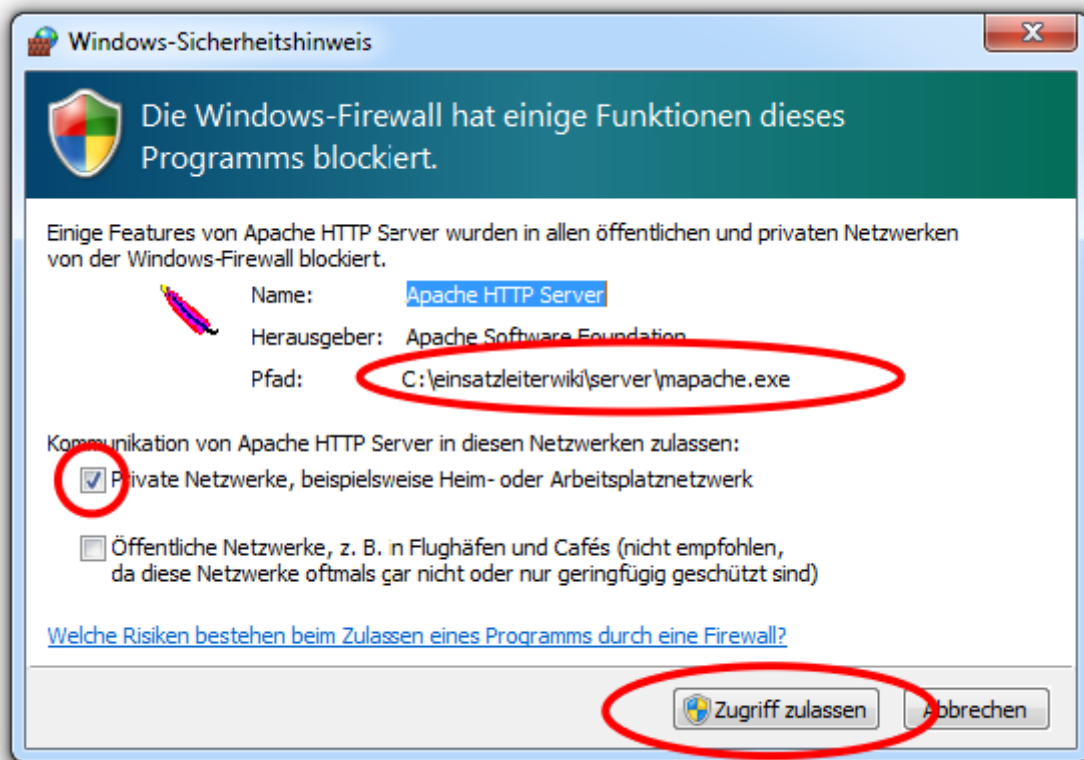 Windows-Sicherheitshinweis
Die Windows-Firewall hat einige Funktionen dieses
Programms blockiert.
Einige Features von Apache HTTP Server wurden in allen öffentlichen und privaten Netzwerken
von der Windows-Firewall blockiert.
Name: Apache HTTP Server
Herausgeber: Apache Software Foundation
Pfad: C:\einsatzleiterwiki\server\mapache.exe
Kommunikation von Apache HTTP Server in diesen Netzwerken zulassen:
Private Netzwerke, beispielsweise Heim- oder Arbeitsplatznetzwerk
Öffentliche Netzwerke, z. B. in Flughäfen und Cafés (nicht empfohlen,
da diese Netzwerke oftmals gar nicht oder nur geringfügig geschützt sind)
Welche Risiken bestehen beim Zulassen eines Programms durch eine Firewall?
Zugriff zulassen Abbrechen